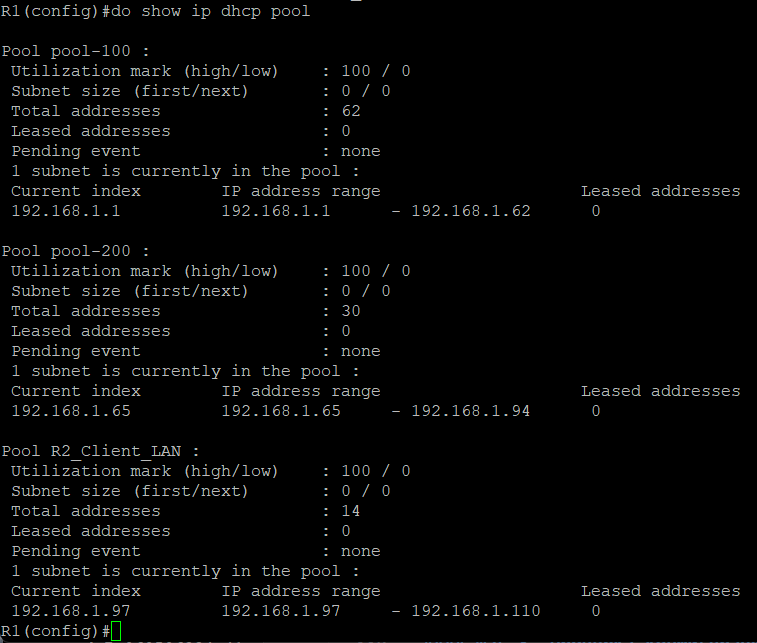 R1(config)#do show ip dhcp pool
Pool pool-100 :
Utilization mark (high/low) : 100 / 0
Subnet size (first/next) : 0 / 0
Total addresses : 62
Leased addresses : 0
Pending event : none
1 subnet is currently in the pool :
Current index IP address range Leased addresses
192.168.1.1 192.168.1.1 - 192.168.1.62 0
Pool pool-200 :
Utilization mark (high/low) : 100 / 0
Subnet size (first/next) : 0 / 0
Total addresses : 30
Leased addresses : 0
Pending event : none
1 subnet is currently in the pool :
Current index IP address range Leased addresses
192.168.1.65 192.168.1.65 - 192.168.1.94 0
Pool R2_Client_LAN :
Utilization mark (high/low) : 100 / 0
Subnet size (first/next) : 0 / 0
Total addresses : 14
Leased addresses : 0
Pending event : none
1 subnet is currently in the pool :
Current index IP address range Leased addresses
192.168.1.97 192.168.1.97 - 192.168.1.110 0
R1(config)#